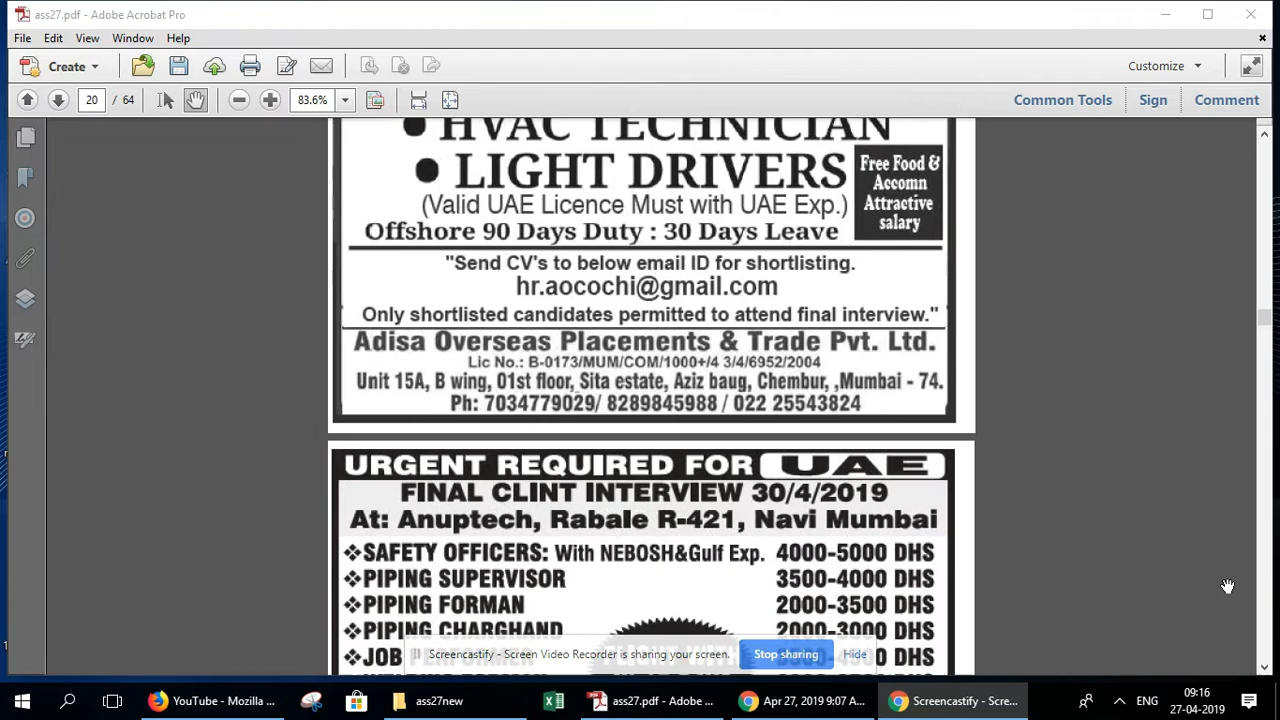 ass27.pdf - Adobe Acrobat Pro
File Edit View Window Help
Create Customize
20 / 64 83.6% Common Tools Sign Comment
• HVAC TECHNICIAN
• LIGHT DRIVERS
(Valid UAE Licence Must with UAE Exp.)
Offshore 90 Days Duty : 30 Days Leave
Free Food &
Accomn
Attractive
salary
"Send CV's to below email ID for shortlisting.
hr.aocochi@gmail.com
Only shortlisted candidates permitted to attend final interview."
Adisa Overseas Placements & Trade Pvt. Ltd.
Lic No.: B-0173/MUM/COM/1000+/4 3/4/6952/2004
Unit 15A, B wing, 01st floor, Sita estate, Aziz baug, Chembur, ,Mumbai - 74.
Ph: 7034779029/ 8289845988 / 022 25543824
URGENT REQUIRED FOR UAE
FINAL CLINT INTERVIEW 30/4/2019
At: Anuptech, Rabale R-421, Navi Mumbai
❖SAFETY OFFICERS: With NEBOSH&Gulf Exp. 4000-5000 DHS
❖PIPING SUPERVISOR 3500-4000 DHS
❖PIPING FORMAN 2000-3500 DHS
❖PIPING CHARGHAND 2000-3000 DHS
❖JOB PERFORMER
Screencastify - Screen Video Recorder is sharing your screen. Stop sharing Hide
YouTube - Mozilla ... ass27new ass27.pdf - Adobe ... Apr 27, 2019 9:07 A... Screencastify - Scre... ENG 09:16
27-04-2019